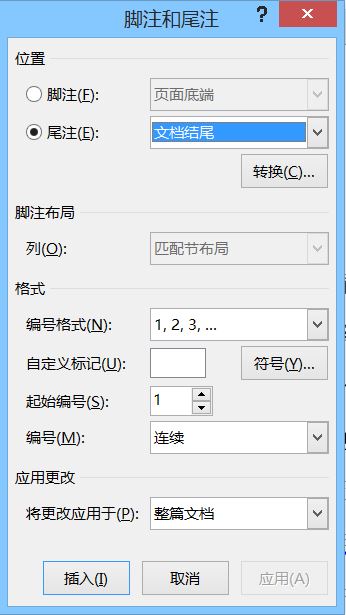 脚注和尾注
位置
脚注(F): 页面底端
尾注(E): 文档结尾
转换(C)...
脚注布局
列(O): 匹配节布局
格式
编号格式(N): 1, 2, 3, ...
自定义标记(U): 符号(Y)...
起始编号(S): 1
编号(M): 连续
应用更改
将更改应用于(P): 整篇文档
插入(I) 取消 应用(A)